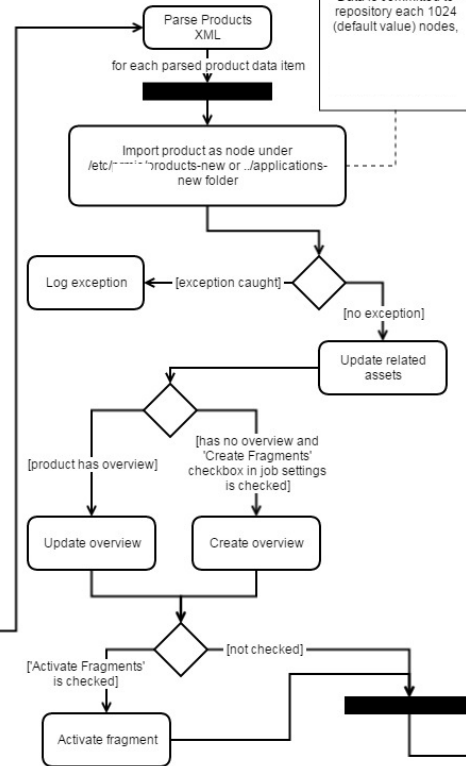 Data is committed to
repository each 1024
(default value) nodes,
Parse Products
XML
for each parsed product data item
Import product as node under
/etc/ products-new or ../applications-
new folder
Log exception
[exception caught]
[no exception]
Update related
assets
[product has overview]
[has no overview and
'Create Fragments'
checkbox in job settings
is checked]
Update overview
Create overview
[not checked]
['Activate Fragments'
is checked]
Activate fragment